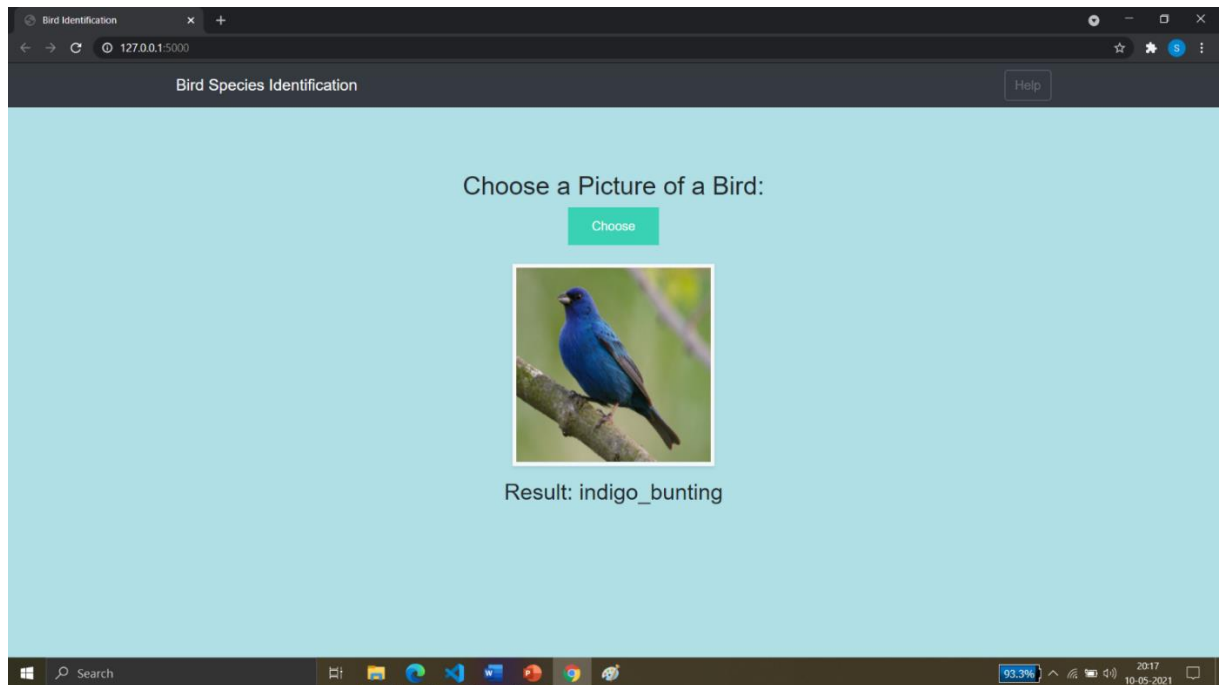 Bird Identification
127.0.0.1:5000
S
Bird Species Identification
Help
Choose a Picture of a Bird:
Choose
Result: indigo_bunting
Search
93.3%
20:17
10-05-2021